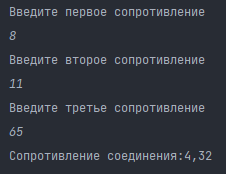 Введите первое сопротивление
8
Введите второе сопротивление
11
Введите третье сопротивление
65
Сопротивление соединения:4,32